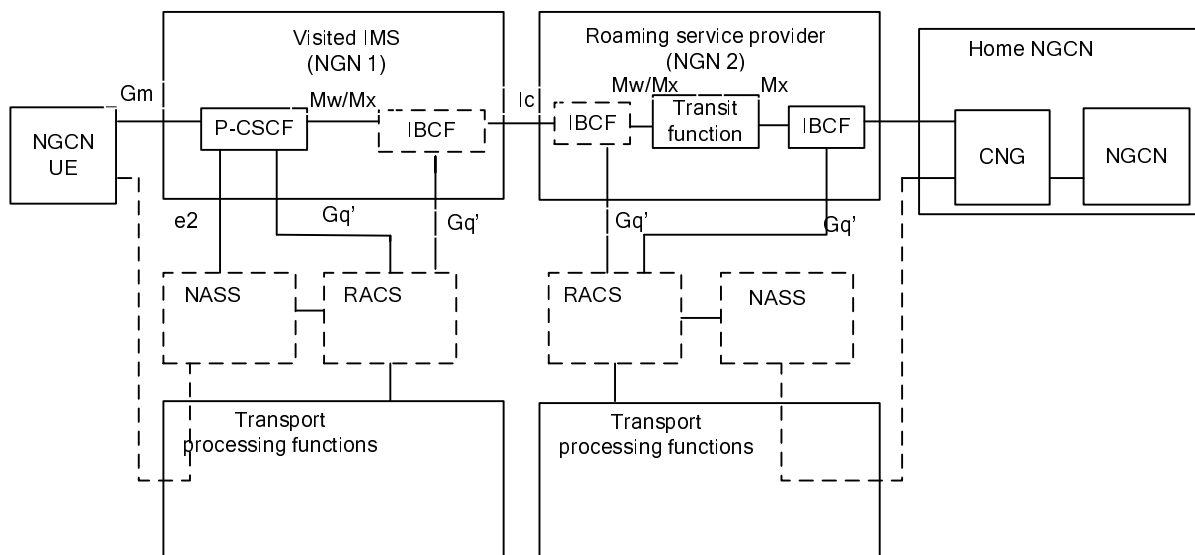 Visited IMS
(NGN 1)
Roaming service provider
(NGN 2)
Home NGCN
Gm
Mw/Mx
Ic
Mw/Mx
Mx
NGCN
UE
P-CSCF
IBCF
IBCF
Transit
function
IBCF
CNG
NGCN
e2
Gq’
Gq’
Gq’
Gq’
NASS
RACS
RACS
NASS
Transport
processing functions
Transport
processing functions